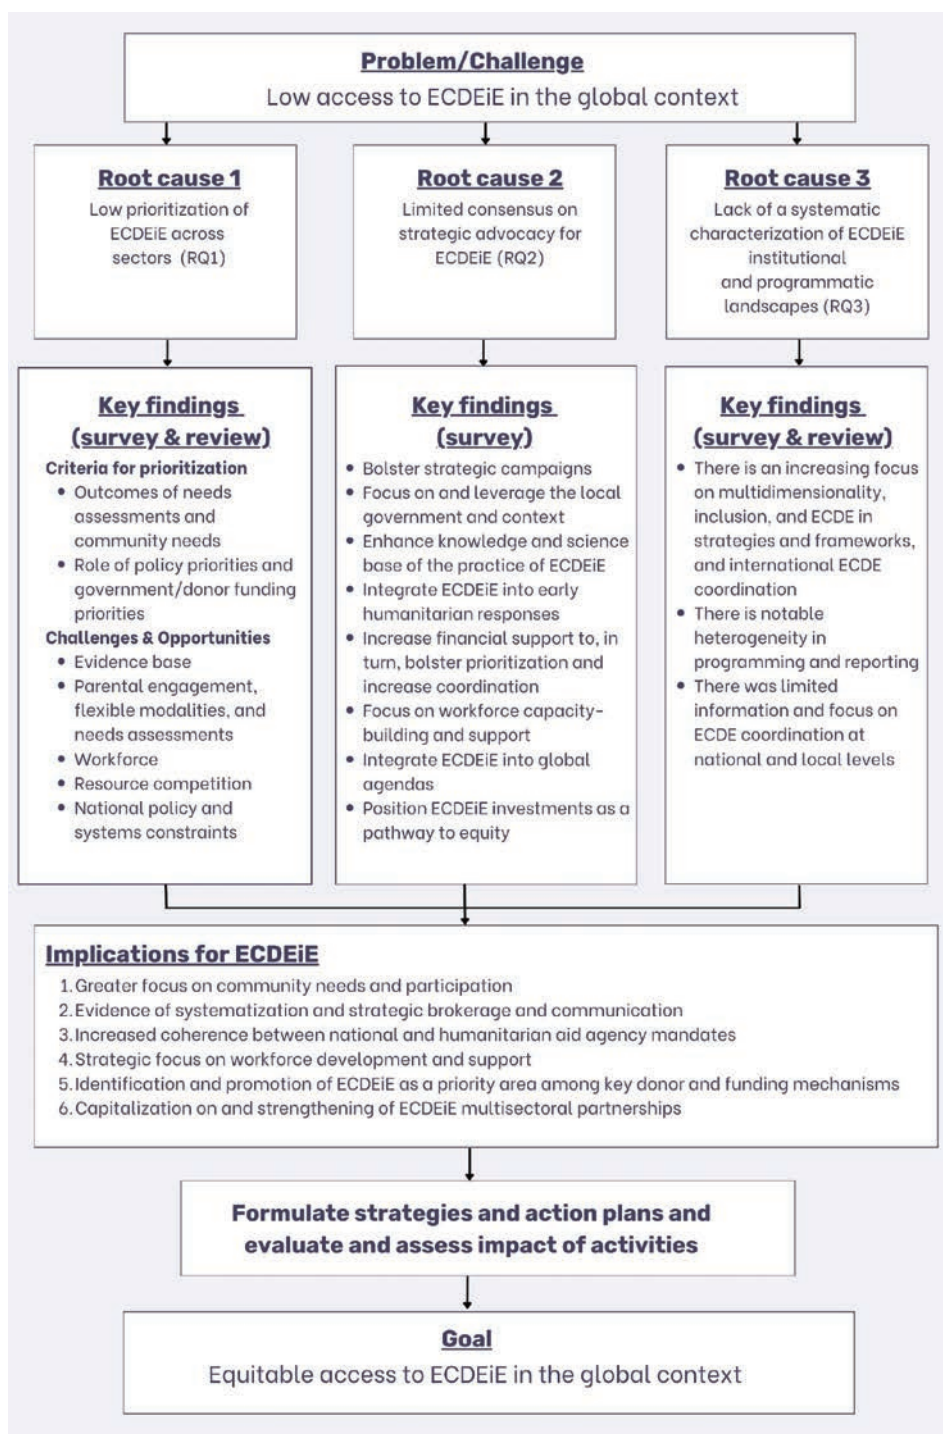 Problem/Challenge
Low access to ECDEiE in the global context
Root cause 1
Low prioritization of
ECDEiE across
sectors (RQ1)
Root cause 2
Limited consensus on
strategic advocacy for
ECDEiE (RQ2)
Root cause 3
Lack of a systematic
characterization of ECDEiE
institutional
and programmatic
landscapes (RQ3)
Key findings
(survey & review)
Criteria for prioritization
• Outcomes of needs
assessments and
community needs
• Role of policy priorities and
government/donor funding
priorities
Challenges & Opportunities
• Evidence base
• Parental engagement,
flexible modalities, and
needs assessments
• Workforce
• Resource competition
• National policy and
systems constraints
Key findings
(survey)
• Bolster strategic campaigns
• Focus on and leverage the local
government and context
• Enhance knowledge and science
base of the practice of ECDEiE
• Integrate ECDEiE into early
humanitarian responses
• Increase financial support to, in
turn, bolster prioritization and
increase coordination
• Focus on workforce capacity-
building and support
• Integrate ECDEiE into global
agendas
• Position ECDEiE investments as a
pathway to equity
Key findings
(survey & review)
• There is an increasing focus
on multidimensionality,
inclusion, and ECDE in
strategies and frameworks,
and international ECDE
coordination
• There is notable
heterogeneity in
programming and reporting
• There was limited
information and focus on
ECDE coordination at
national and local levels
Implications for ECDEiE
1. Greater focus on community needs and participation
2. Evidence of systematization and strategic brokerage and communication
3. Increased coherence between national and humanitarian aid agency mandates
4. Strategic focus on workforce development and support
5. Identification and promotion of ECDEiE as a priority area among key donor and funding mechanisms
6. Capitalization on and strengthening of ECDEiE multisectoral partnerships
Formulate strategies and action plans and
evaluate and assess impact of activities
Goal
Equitable access to ECDEiE in the global context